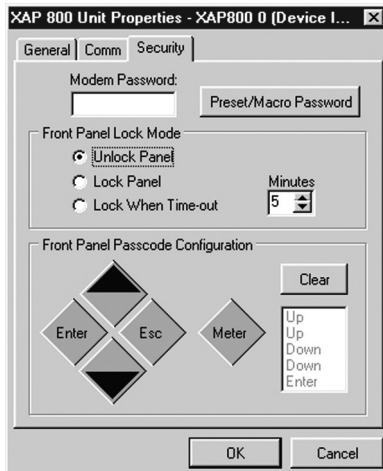 XAP 800 Unit Properties - XAP800 0 (Device I...
General Comm Security
Modem Password:
Preset/Macro Password
Front Panel Lock Mode
Unlock Panel
Lock Panel
Minutes
Lock When Time-out
5
Front Panel Passcode Configuration
Clear
Enter Esc Meter
Up
Up
Down
Down
Enter
OK Cancel